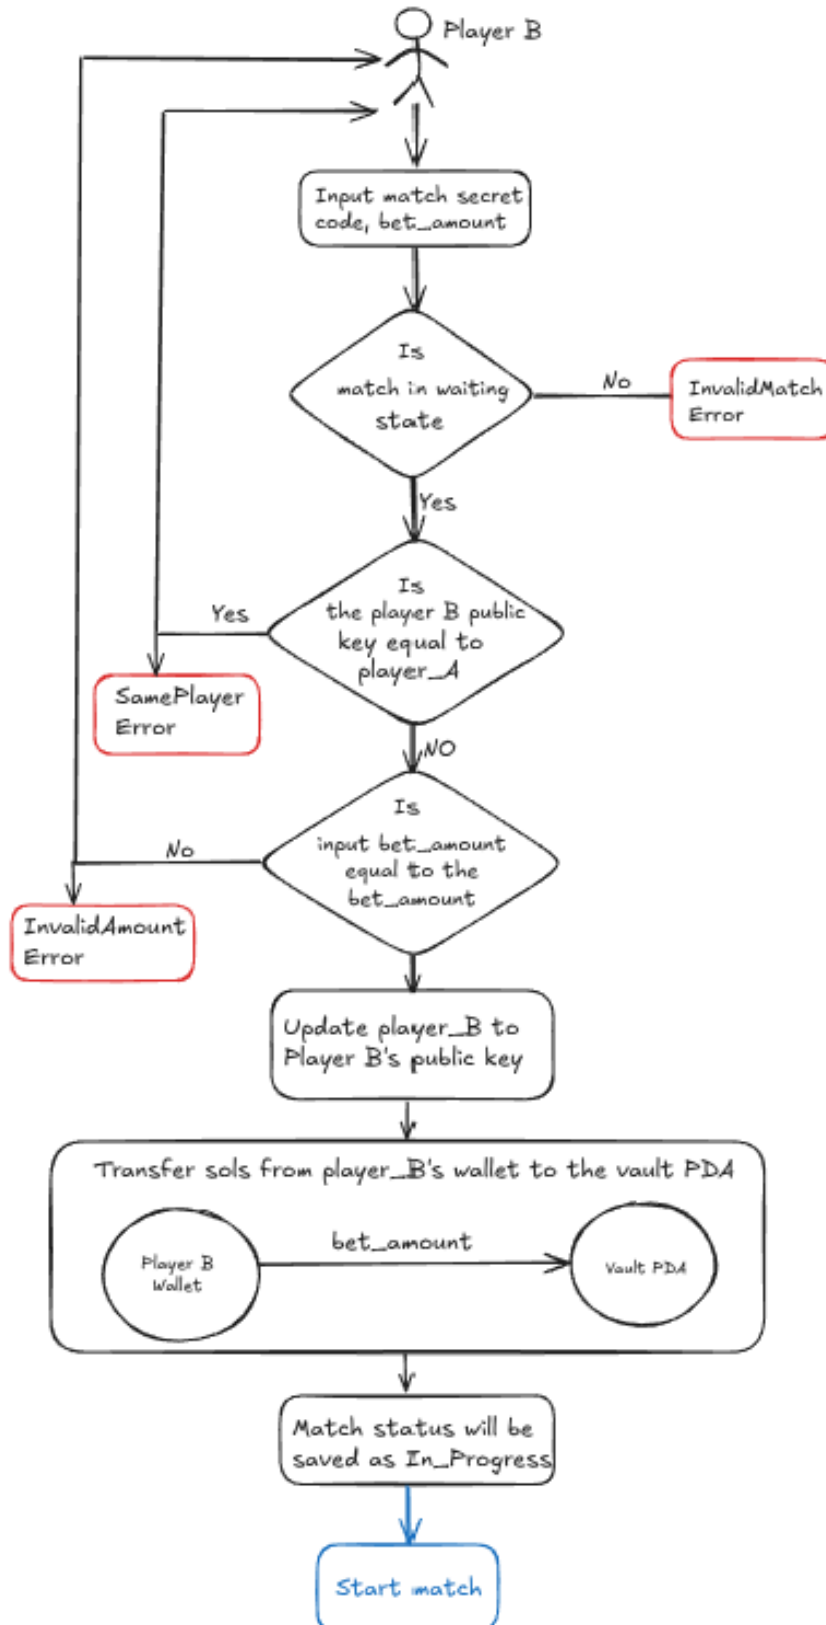 Player B
Input match secret
code, bet_amount
Is
match in waiting
state
No
InvalidMatch
Error
Yes
Is
the player B public
key equal to
player_A
Yes
SamePlayer
Error
NO
Is
input bet_amount
equal to the
bet_amount
No
InvalidAmount
Error
Update player_B to
Player B's public key
Transfer sols from player_B's wallet to the vault PDA
bet_amount
Player B
Wallet
Vault PDA
Match status will be
saved as In_Progress
Start match